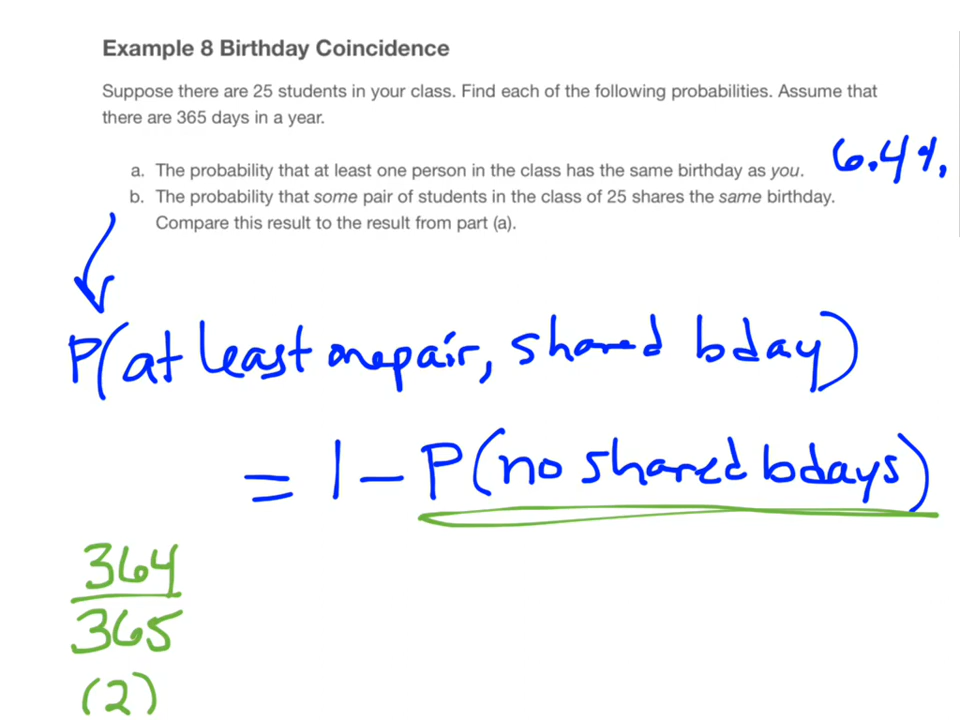 Example 8 Birthday Coincidence
Suppose there are 25 students in your class. Find each of the following probabilities. Assume that
there are 365 days in a year.
a. The probability that at least one person in the class has the same birthday as you.
6.4%
b. The probability that some pair of students in the class of 25 shares the same birthday.
Compare this result to the result from part (a).
P(at least one pair, shared bday)
= 1 - P(no shared bdays)
364
365
(2)